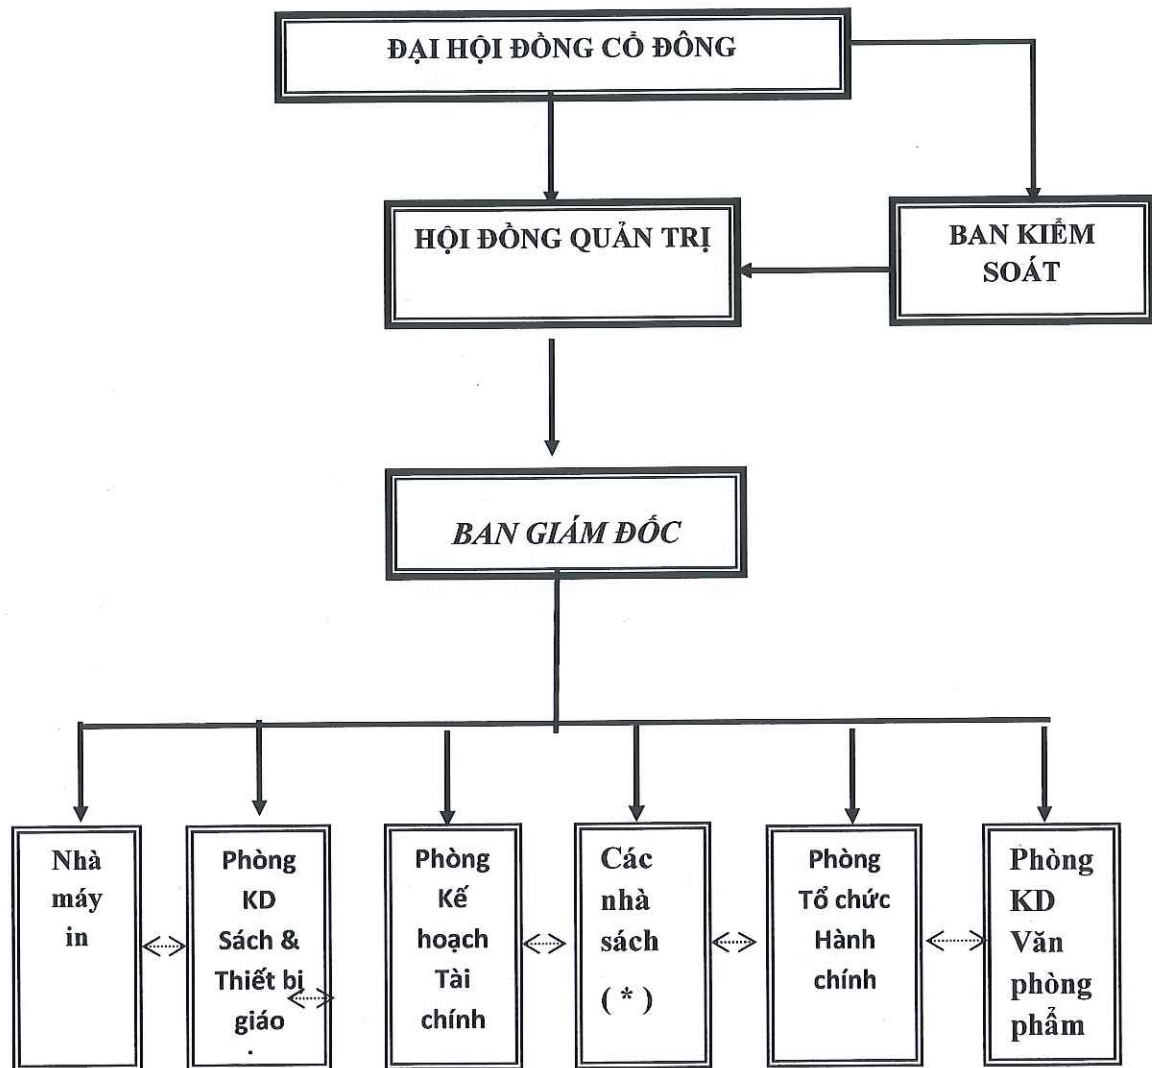 ĐẠI HỘI ĐỒNG CỔ ĐÔNG
HỘI ĐỒNG QUẢN TRỊ
BAN KIỂM
SOÁT
BAN GIÁM ĐỐC
Nhà
máy
in
Phòng
KD
Sách &
Thiết bị
giáo
Phòng
Kế
hoạch
Tài
chính
Các
nhà
sách
( * )
Phòng
Tổ chức
Hành
chính
Phòng
KD
Văn
phòng
phẩm